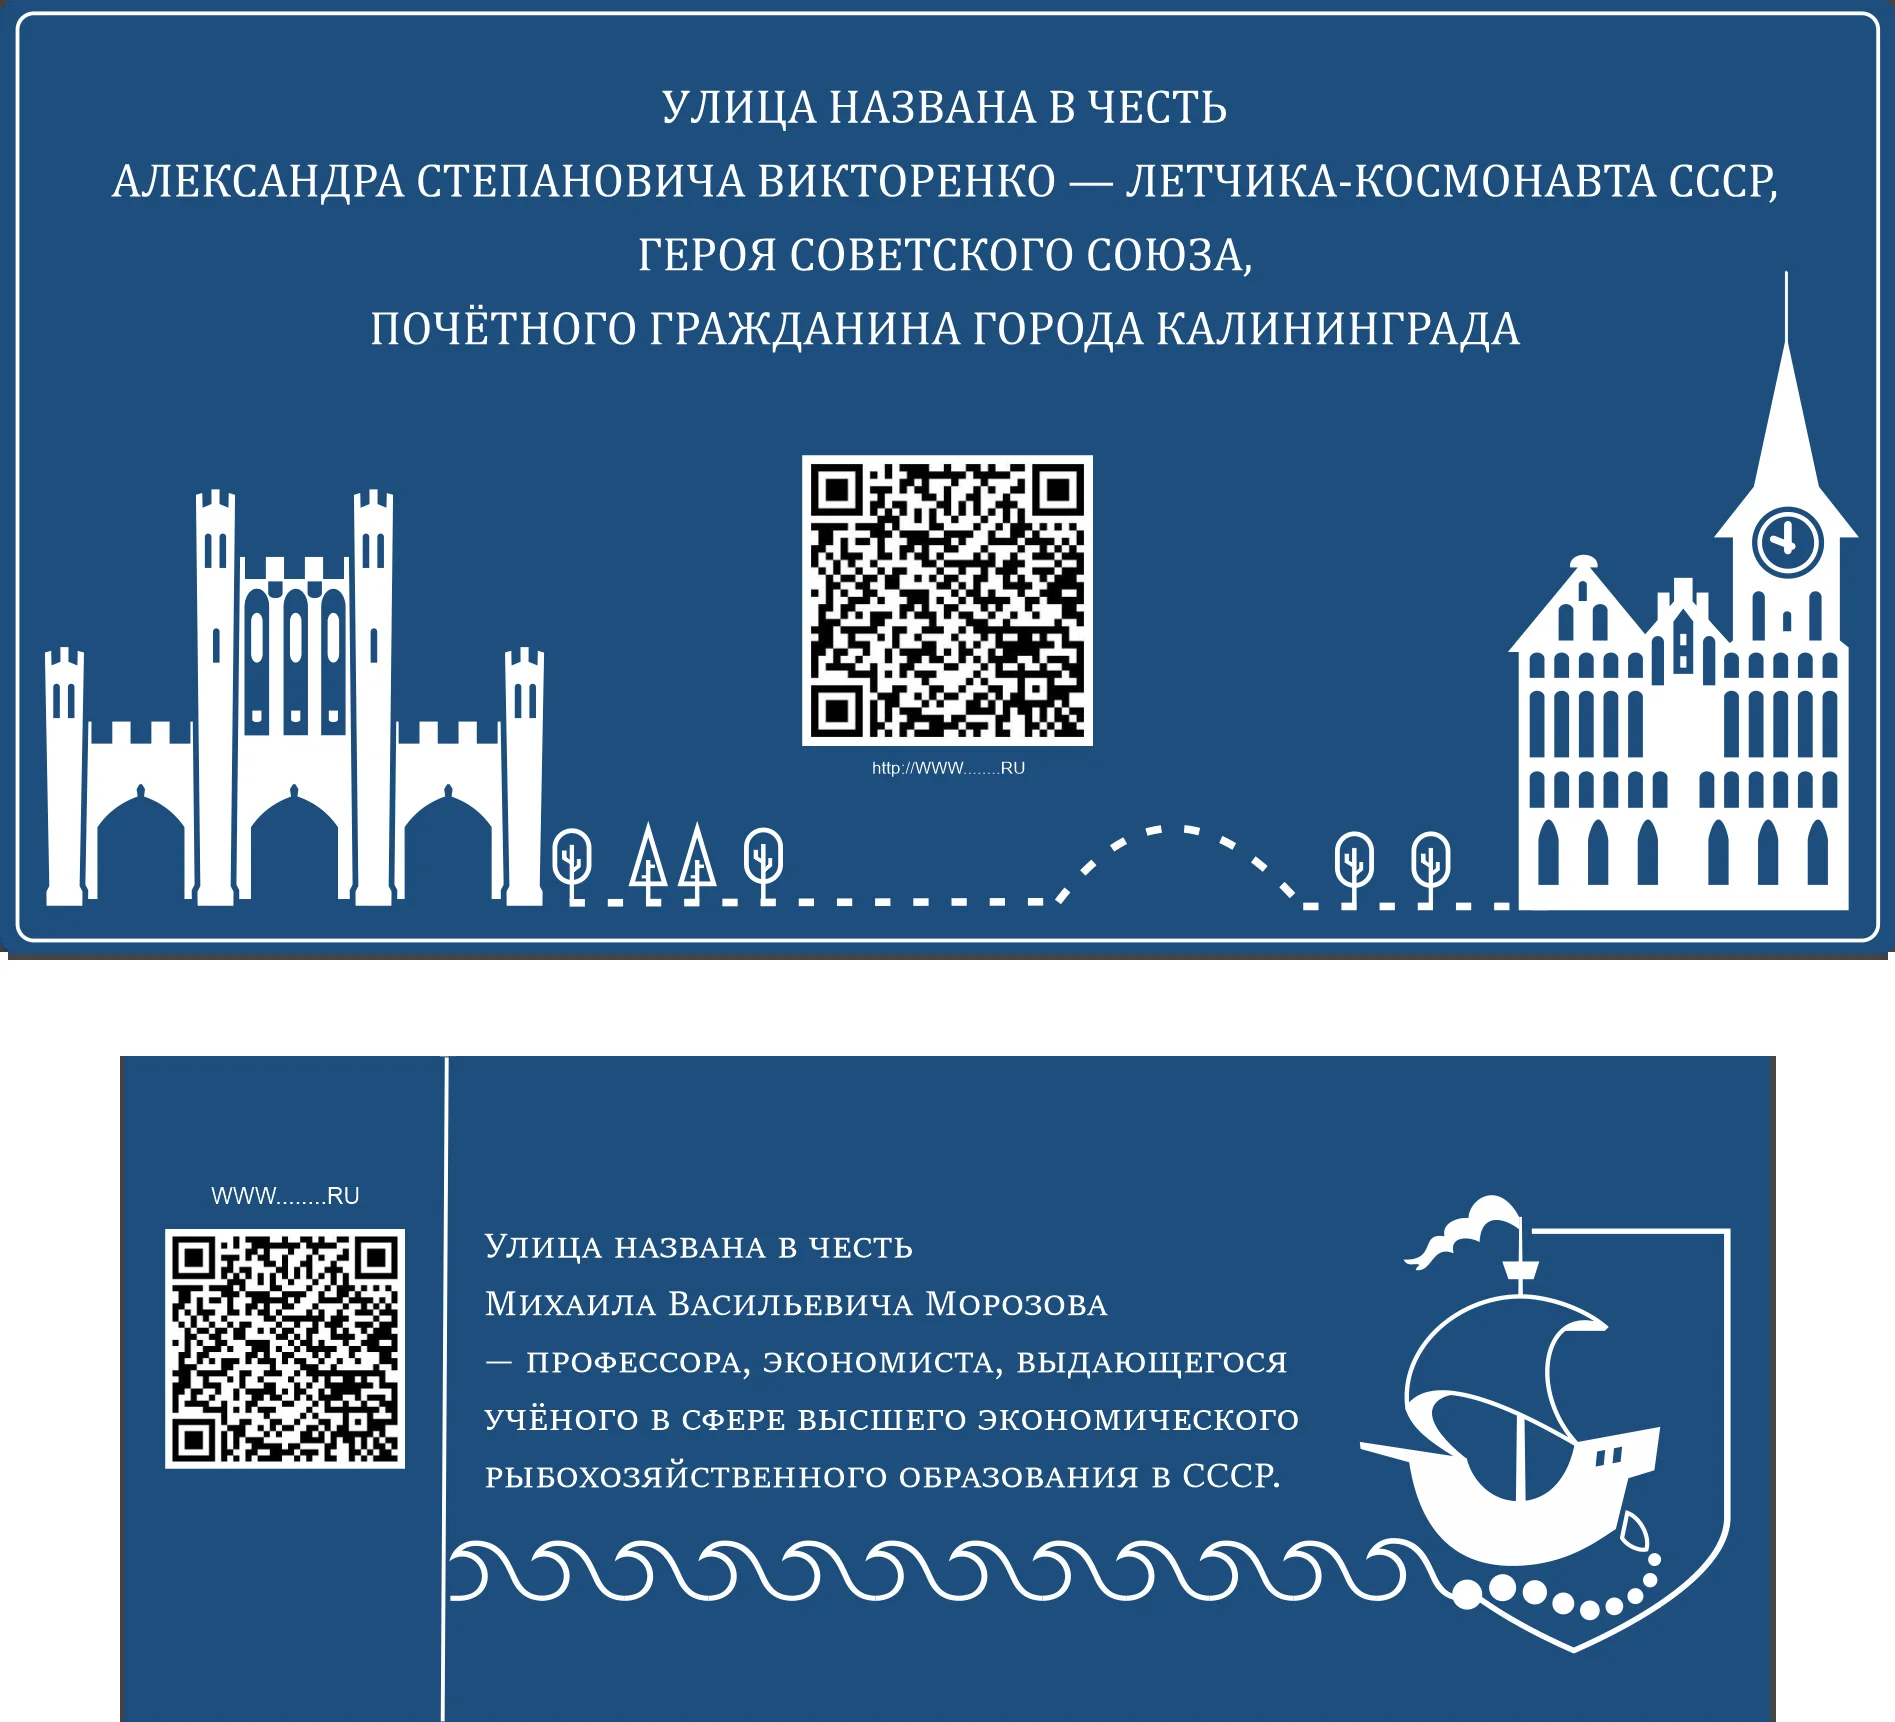 УЛИЦА НАЗВАНА В ЧЕСТЬ
АЛЕКСАНДРА СТЕПАНОВИЧА ВИКТОРЕНКО — ЛЕТЧИКА-КОСМОНАВТА СССР,
ГЕРОЯ СОВЕТСКОГО СОЮЗА,
ПОЧЁТНОГО ГРАЖДАНИНА ГОРОДА КАЛИНИНГРАДА
http://WWW........RU
WWW........RU
Улица названа в честь
Михаила Васильевича Морозова
— профессора, экономиста, выдающегося
учёного в сфере высшего экономического
рыбохозяйственного образования в СССР.